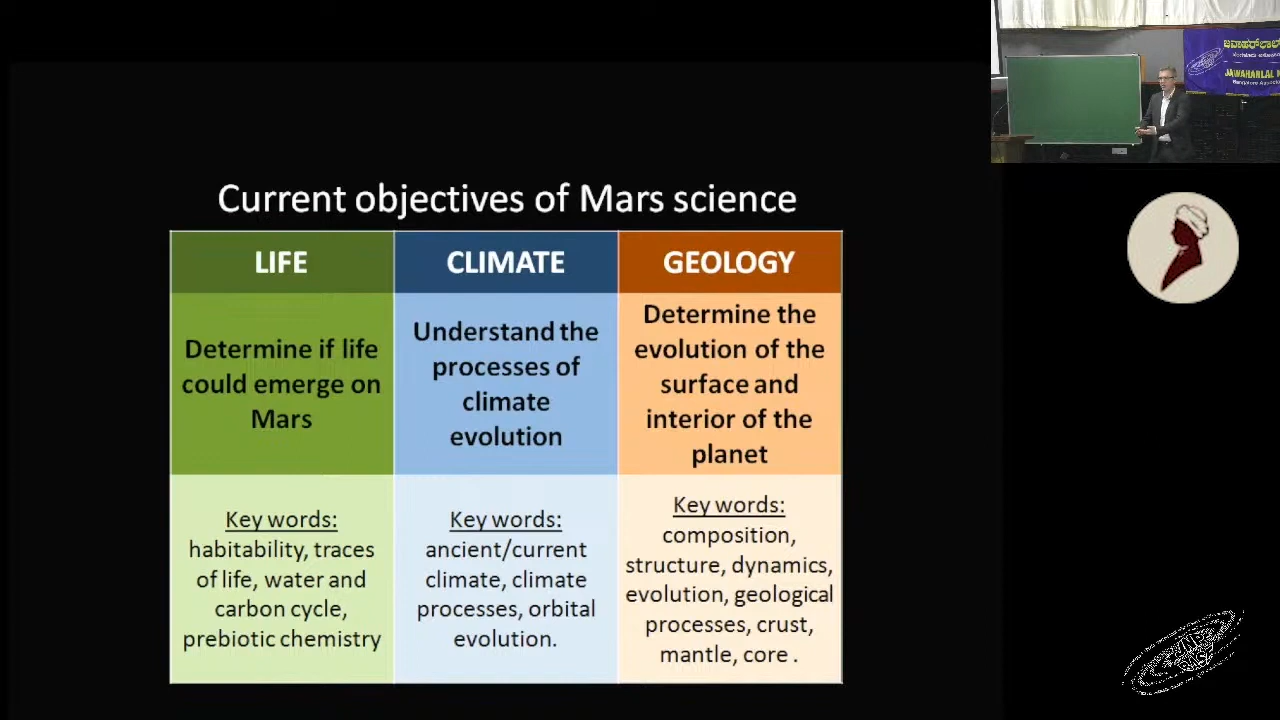 ಜವಾಹರ್‌ಲಾಲ್
JAWAHARLAL N
Current objectives of Mars science
LIFE
CLIMATE
GEOLOGY
Determine if life
could emerge on
Mars
Understand the
processes of
climate
evolution
Determine the
evolution of the
surface and
interior of the
planet
Key words:
habitability, traces
of life, water and
carbon cycle,
prebiotic chemistry
Key words:
ancient/current
climate, climate
processes, orbital
evolution.
Key words:
composition,
structure, dynamics,
evolution, geological
processes, crust,
mantle, core .